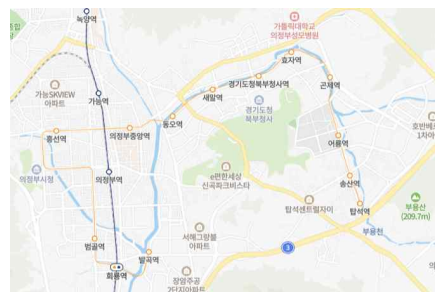 녹양역
가톨릭대학교
의정부성모병원
효자역
곤제역
경기도청북부청사역
새말역
경기도청
북부청사
가능SKVIEW
아파트
가능역
동오역
의정부중앙역
흥선역
어룡역
호반베
1차아
의정부시청
의정부역
e편한세상
신곡파크비스타
송산역
탑석센트럴자이
탑석역
부용산
(209.7m)
부용천
서해그랑블
아파트
3
범골역
발곡역
회룡역
장암주공
2단지아파트